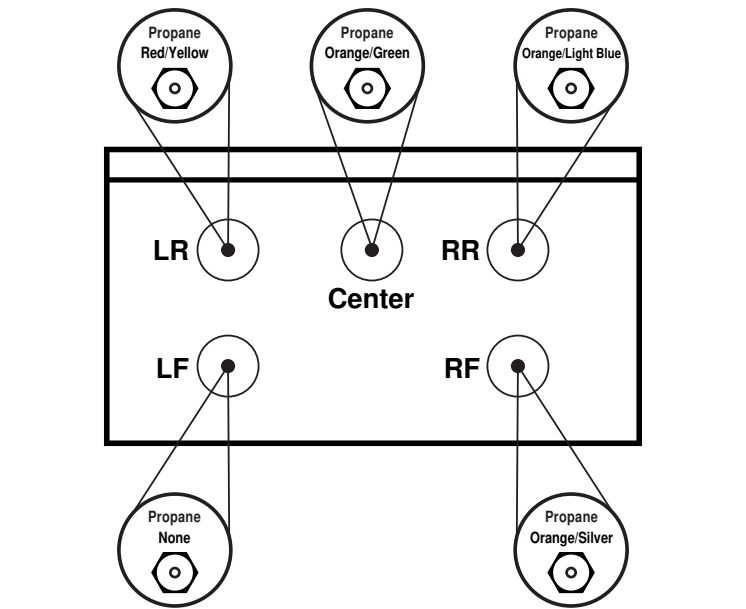 Propane
Red/Yellow
Propane
Orange/Green
Propane
Orange/Light Blue
LR
RR
Center
LF
RF
Propane
None
Propane
Orange/Silver